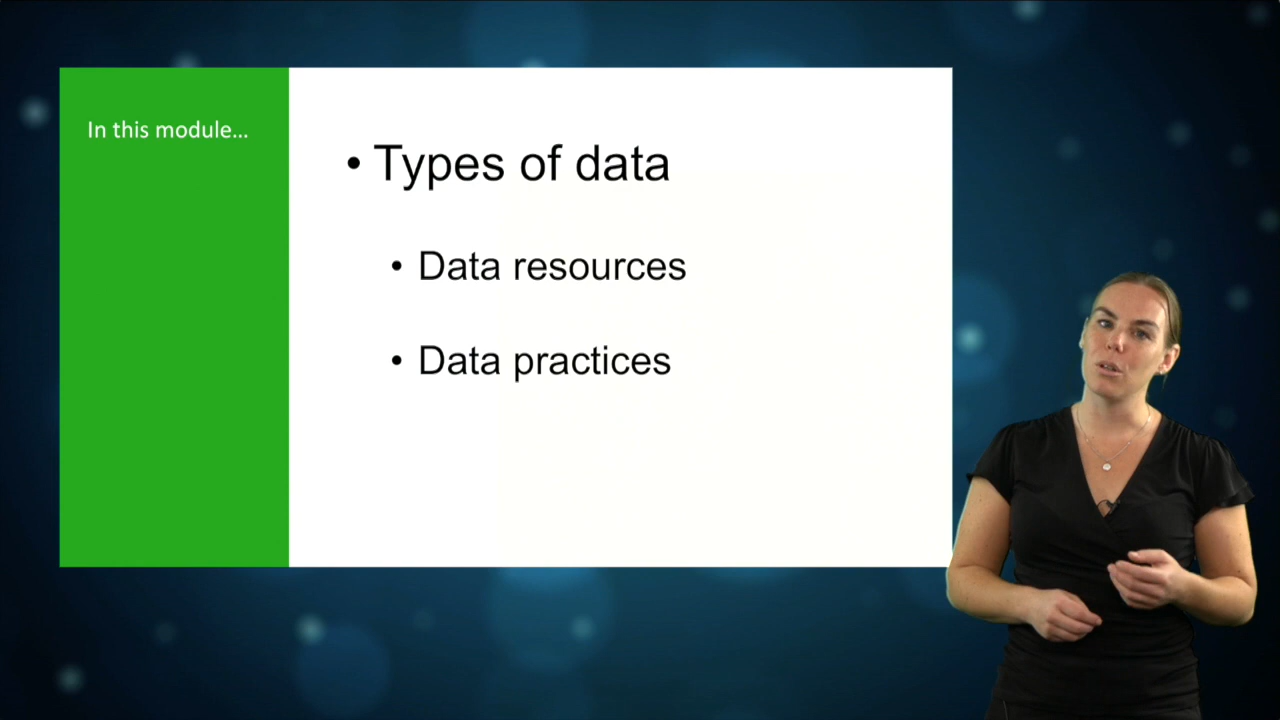 In this module...
• Types of data
• Data resources
• Data practices